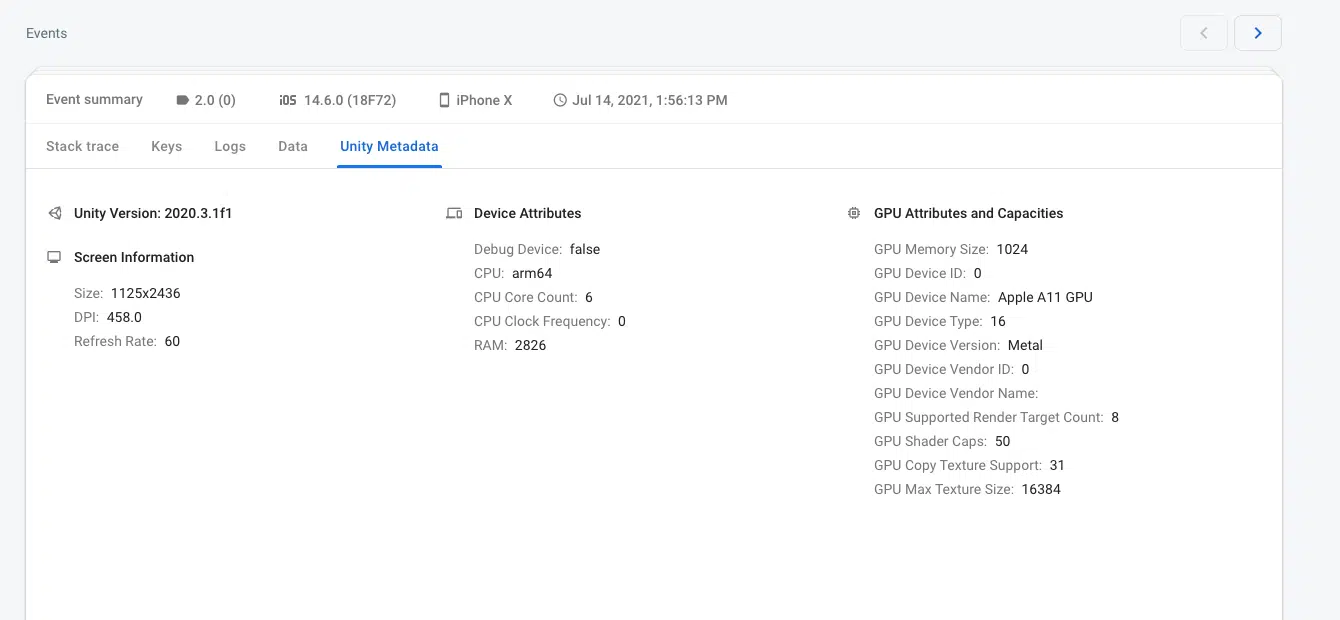 Events
Event summary 2.0 (0) iOS 14.6.0 (18F72) iPhone X Jul 14, 2021, 1:56:13 PM
Stack trace Keys Logs Data Unity Metadata
Unity Version: 2020.3.1f1
Screen Information
Size: 1125x2436
DPI: 458.0
Refresh Rate: 60
Device Attributes
Debug Device: false
CPU: arm64
CPU Core Count: 6
CPU Clock Frequency: 0
RAM: 2826
GPU Attributes and Capacities
GPU Memory Size: 1024
GPU Device ID: 0
GPU Device Name: Apple A11 GPU
GPU Device Type: 16
GPU Device Version: Metal
GPU Device Vendor ID: 0
GPU Device Vendor Name:
GPU Supported Render Target Count: 8
GPU Shader Caps: 50
GPU Copy Texture Support: 31
GPU Max Texture Size: 16384